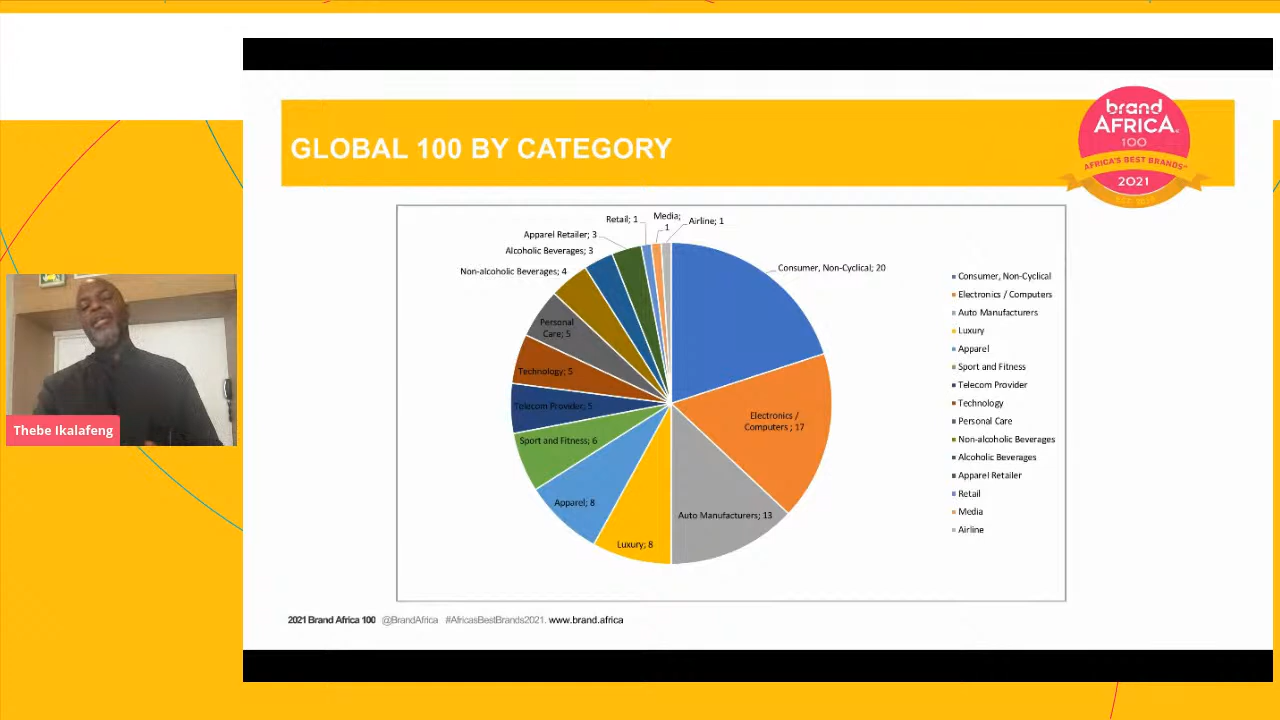 brand
AFRICA
100
AFRICA'S BEST BRANDS
2021
GLOBAL 100 BY CATEGORY
Retail; 1
Media;
1
Airline; 1
Apparel Retailer; 3
Alcoholic Beverages; 3
Non-alcoholic Beverages; 4
Consumer, Non-Cyclical; 20
Personal
Care; 5
Technology; 5
Telecom Provider; 5
Sport and Fitness; 6
Apparel; 8
Luxury; 8
Auto Manufacturers; 13
Electronics /
Computers ; 17
Consumer, Non-Cyclical
Electronics / Computers
Auto Manufacturers
Luxury
Apparel
Sport and Fitness
Telecom Provider
Technology
Personal Care
Non-alcoholic Beverages
Alcoholic Beverages
Apparel Retailer
Retail
Media
Airline
Thebe Ikalafeng
2021 Brand Africa 100 @BrandAfrica #AfricasBestBrands2021. www.brand.africa